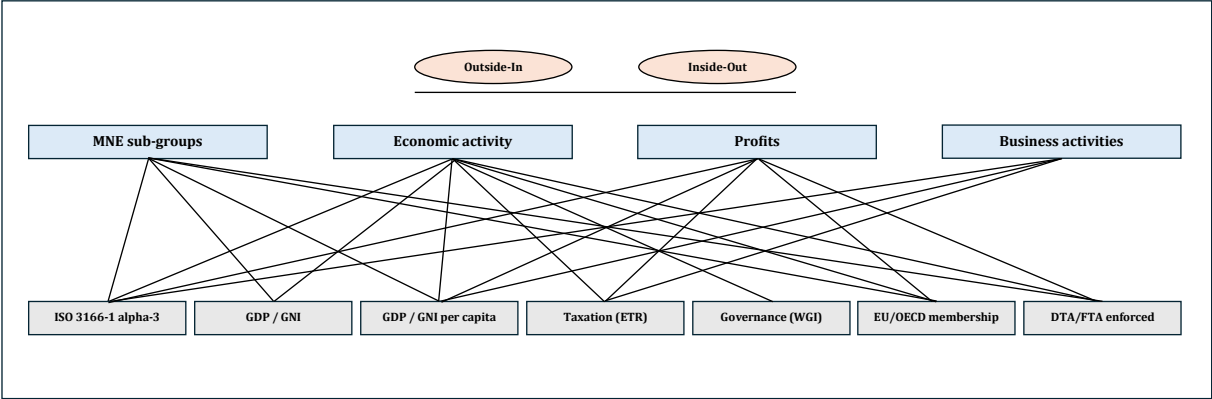 Outside-In
Inside-Out
MNE sub-groups
Economic activity
Profits
Business activities
ISO 3166-1 alpha-3
GDP / GNI
GDP / GNI per capita
Taxation (ETR)
Governance (WGI)
EU/OECD membership
DTA/FTA enforced